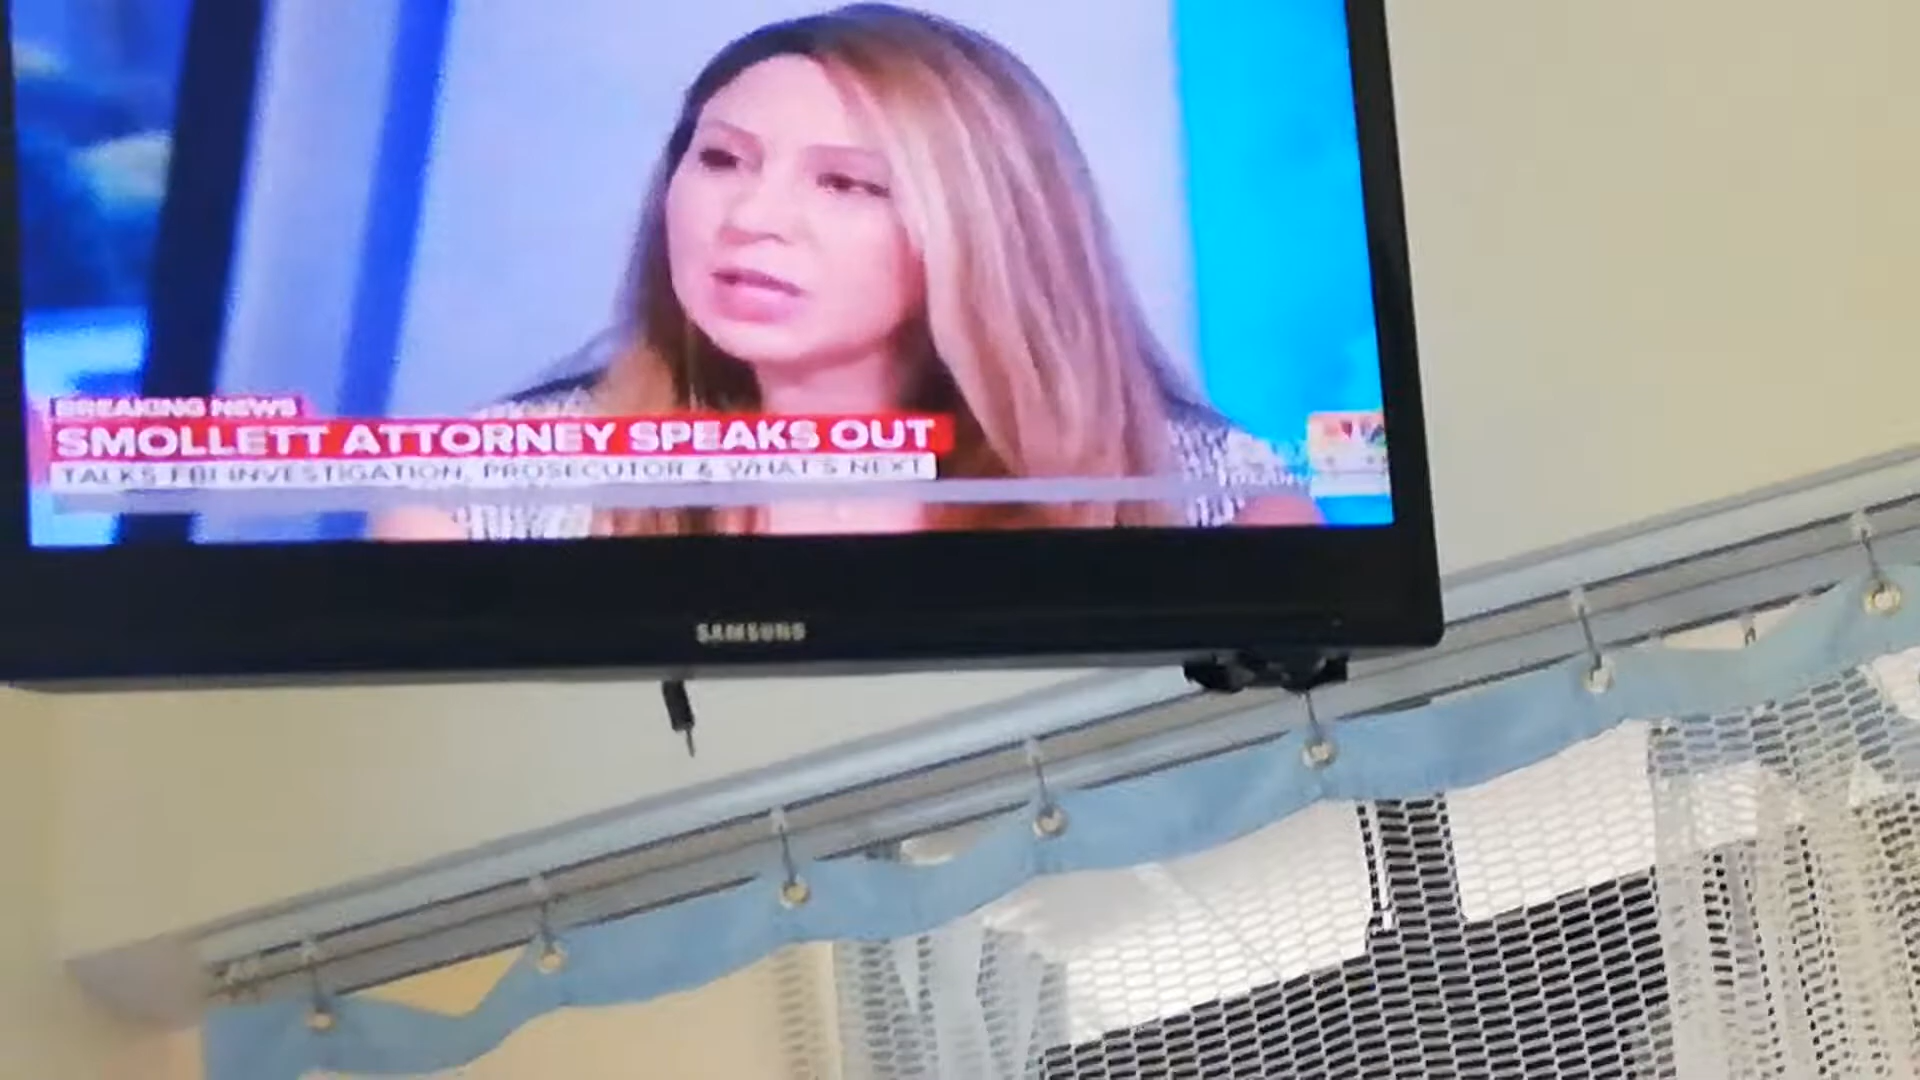 BREAKING NEWS
SMOLLETT ATTORNEY SPEAKS OUT
TALKS FBI INVESTIGATION, PROSECUTOR & WHAT'S NEXT
SAMSUNG